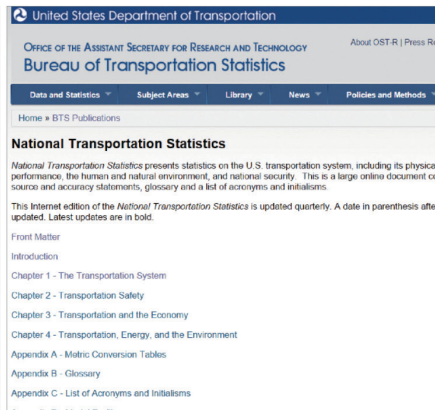 United States Department of Transportation
About OST-R | Press
OFFICE OF THE ASSISTANT SECRETARY FOR RESEARCH AND TECHNOLOGY
Bureau of Transportation Statistics
Data and Statistics Subject Areas Library News Policies and Methods
Home » BTS Publications
National Transportation Statistics
National Transportation Statistics presents statistics on the U.S. transportation system, including its
performance, the human and natural environment, and national security. This is a large online document
source and accuracy statements, glossary and a list of acronyms and initialisms.
This Internet edition of the National Transportation Statistics is updated quarterly. A date in parenthesis
updated. Latest updates are in bold.
Front Matter
Introduction
Chapter 1 - The Transportation System
Chapter 2 - Transportation Safety
Chapter 3 - Transportation and the Economy
Chapter 4 - Transportation, Energy, and the Environment
Appendix A - Metric Conversion Tables
Appendix B - Glossary
Appendix C - List of Acronyms and Initialisms